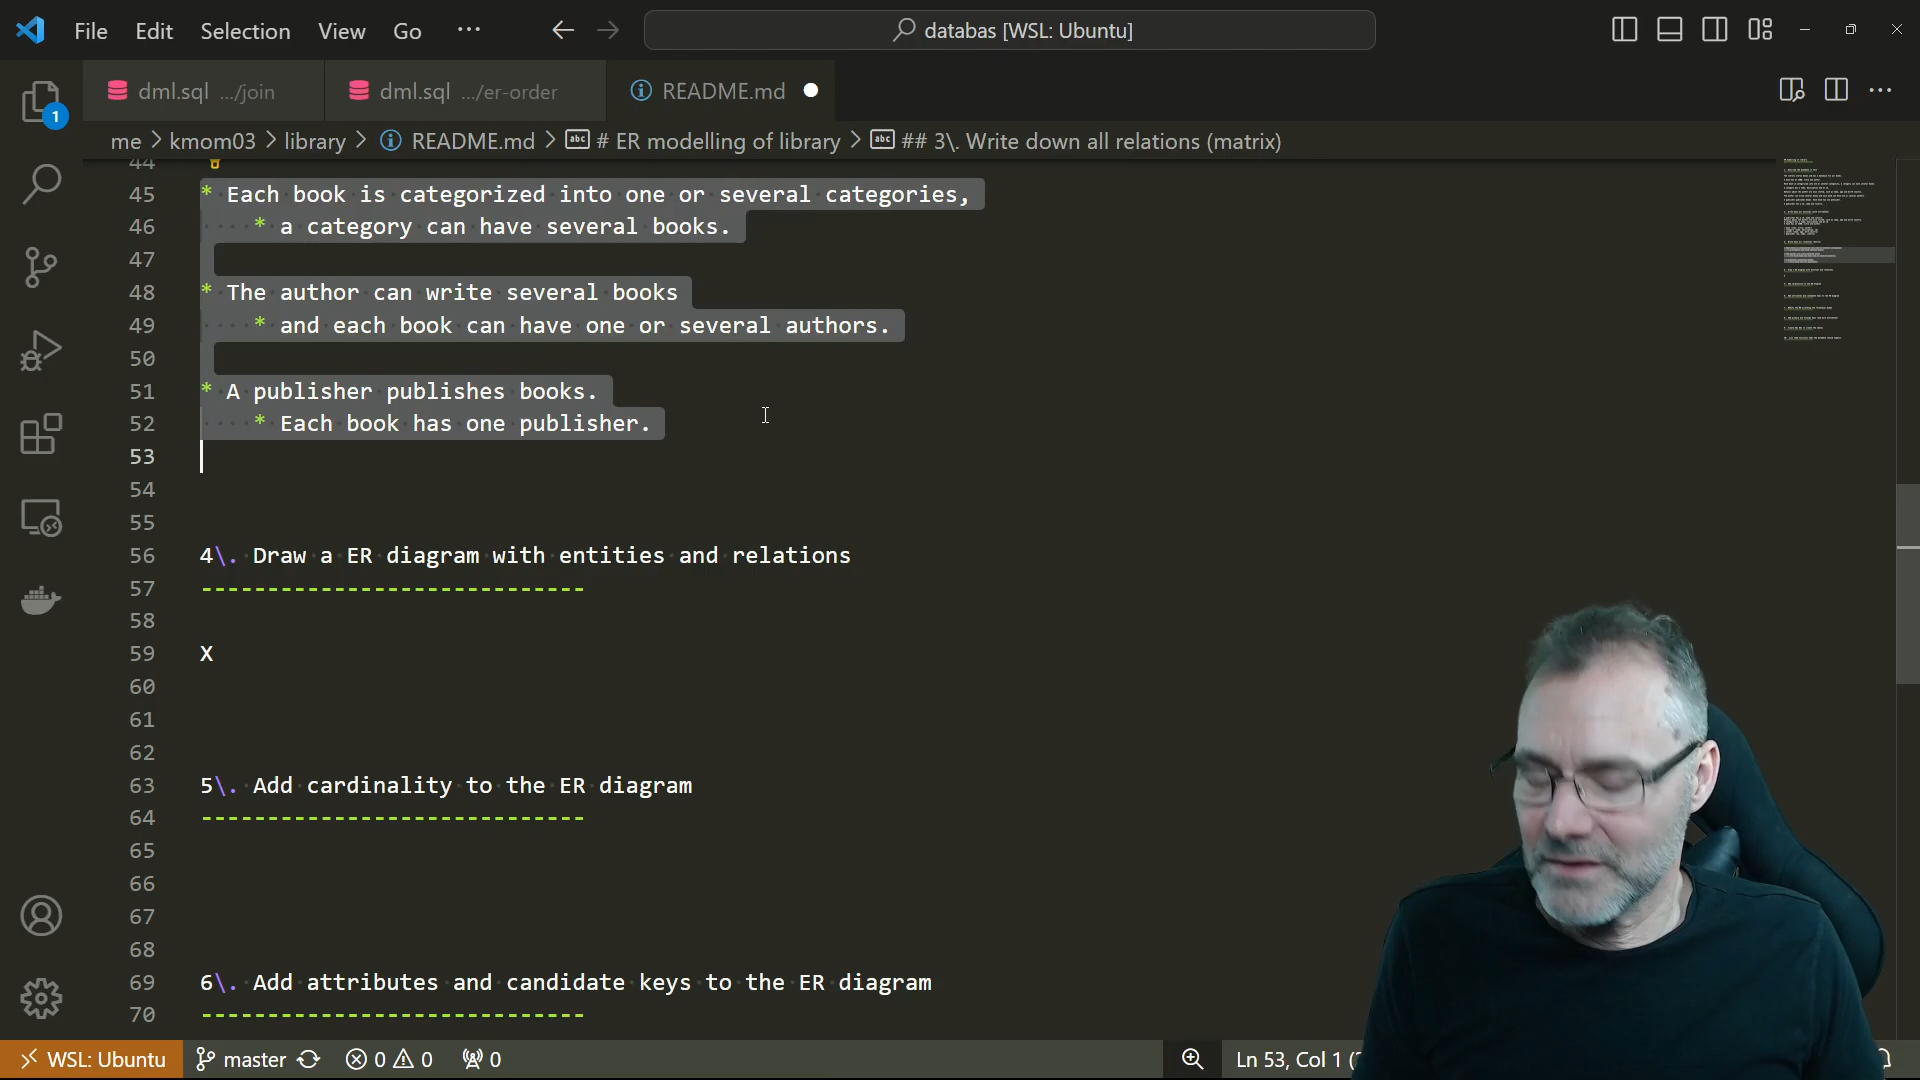 File Edit Selection View Go ···
databas [WSL: Ubuntu]
dml.sql .../join
dml.sql .../er-order
README.md
me > kmom03 > library > README.md > # ER modelling of library > ## 3\. Write down all relations (matrix)
44
45 * Each book is categorized into one or several categories,
46 * a category can have several books.
47
48 * The author can write several books
49 * and each book can have one or several authors.
50
51 * A publisher publishes books.
52 * Each book has one publisher.
53
54
55
56 4\. Draw a ER diagram with entities and relations
57 -----------------------------
58
59 X
60
61
62
63 5\. Add cardinality to the ER diagram
64 -----------------------------
65
66
67
68
69 6\. Add attributes and candidate keys to the ER diagram
70 -----------------------------
1
WSL: Ubuntu master 0 0 0 Ln 53, Col 1